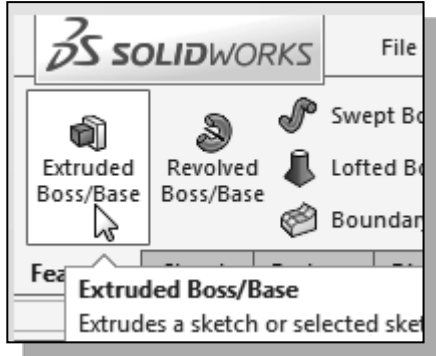 SOLIDWORKS
File
Extruded
Boss/Base
Revolved
Boss/Base
Swept Bo
Lofted Bo
Boundar
Fea
Extruded Boss/Base
Extrudes a sketch or selected sket